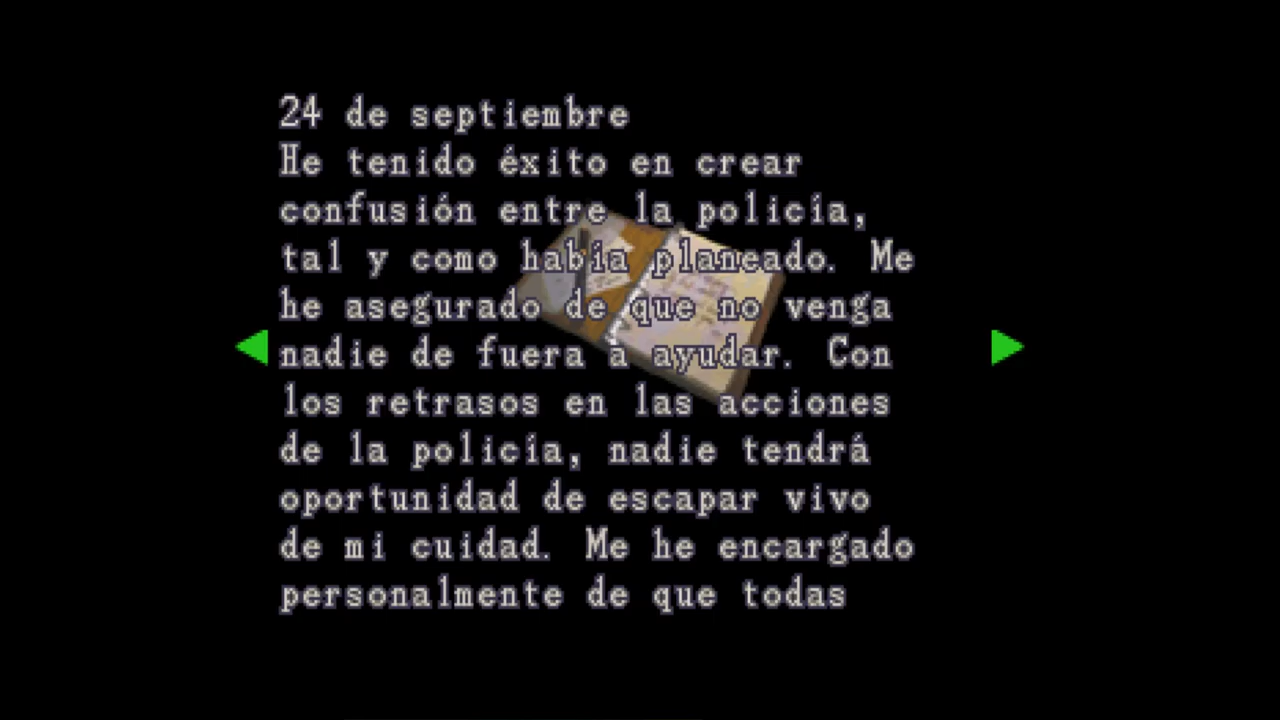 24 de septiembre
He tenido éxito en crear
confusión entre la policía,
tal y como había planeado. Me
he asegurado de que no venga
nadie de fuera a ayudar. Con
los retrasos en las acciones
de la policía, nadie tendrá
oportunidad de escapar vivo
de mi cuidad. Me he encargado
personalmente de que todas